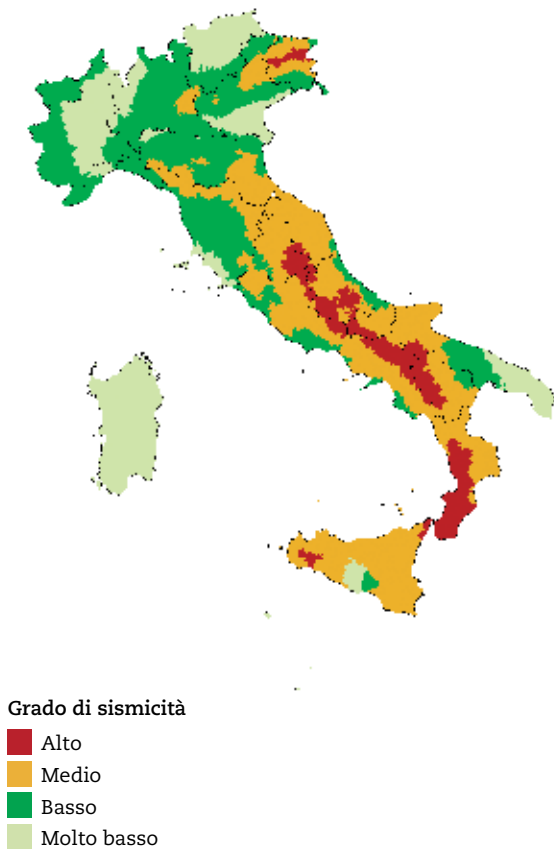 Grado di sismicità
Alto
Medio
Basso
Molto basso